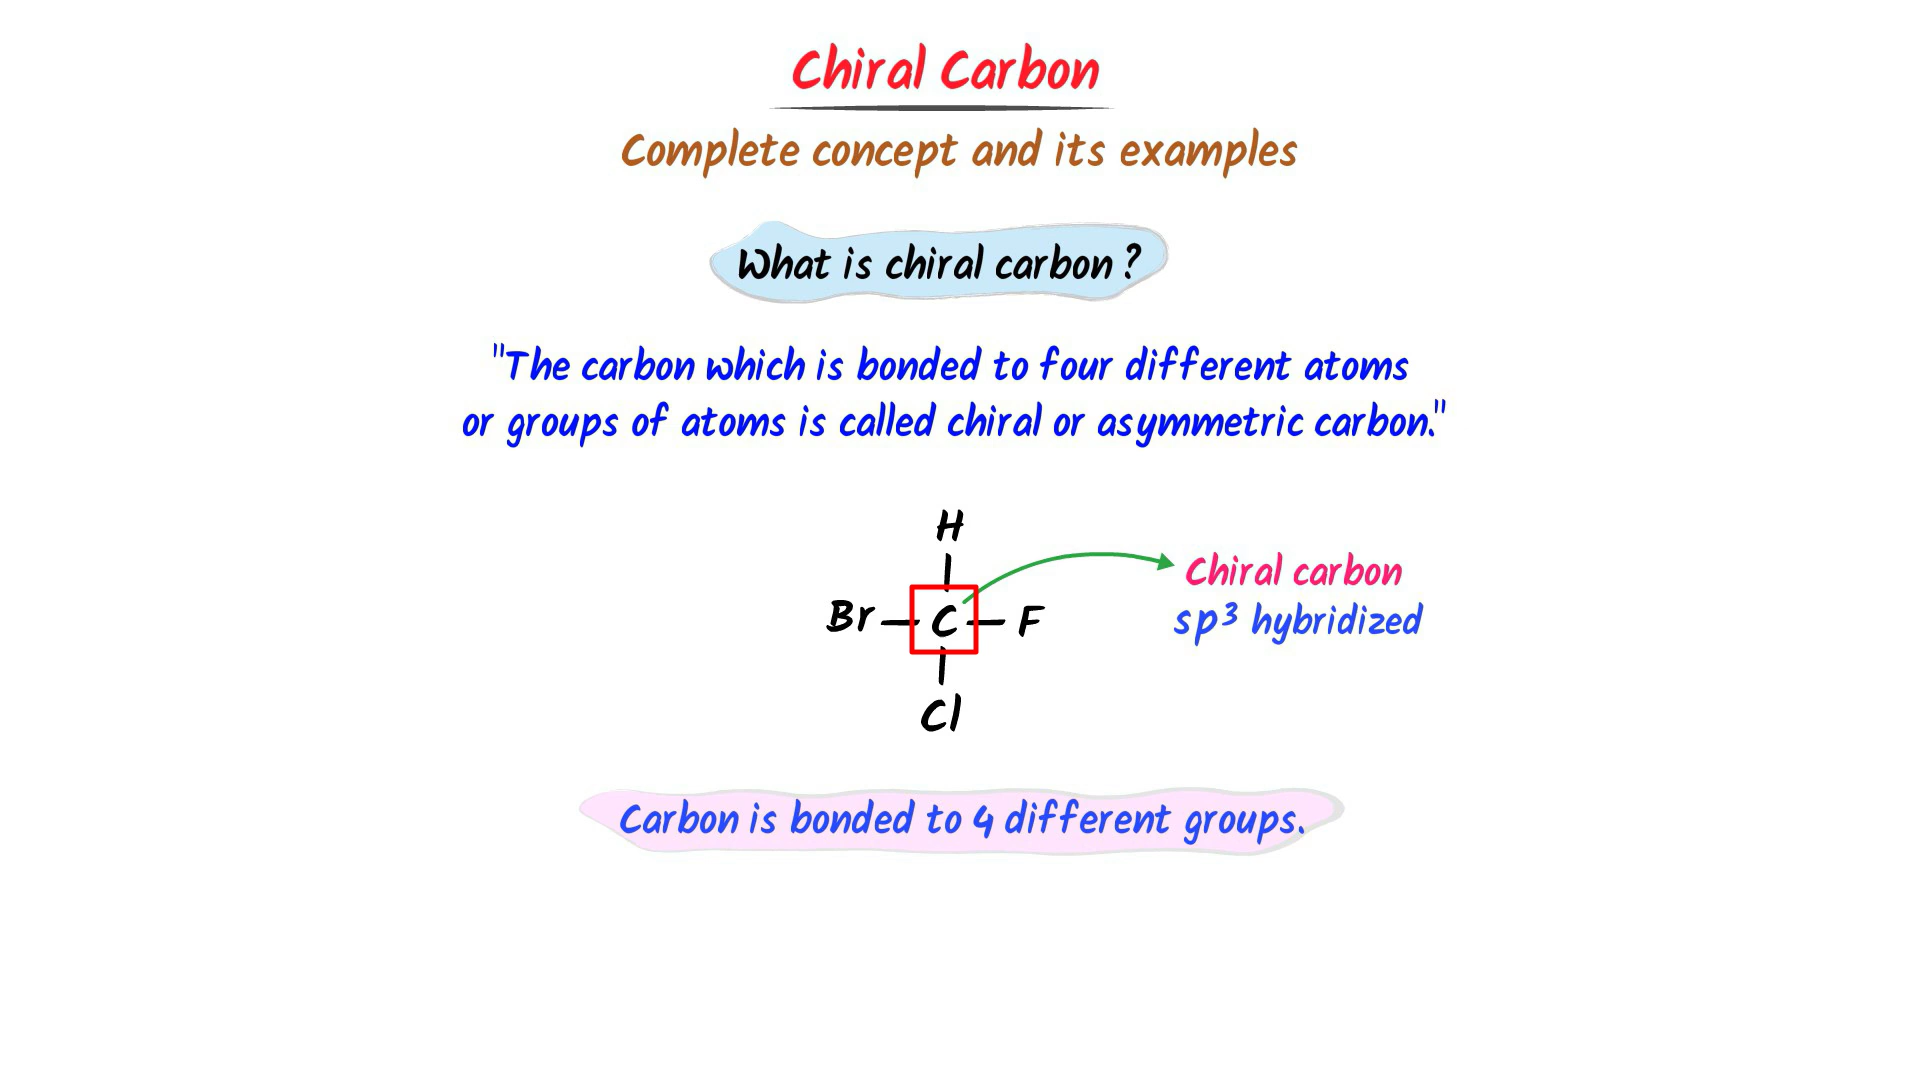 Chiral Carbon
Complete concept and its examples
What is chiral carbon?
"The carbon which is bonded to four different atoms
or groups of atoms is called chiral or asymmetric carbon."
H
Chiral carbon
Br C F
sp³ hybridized
Cl
Carbon is bonded to 4 different groups.